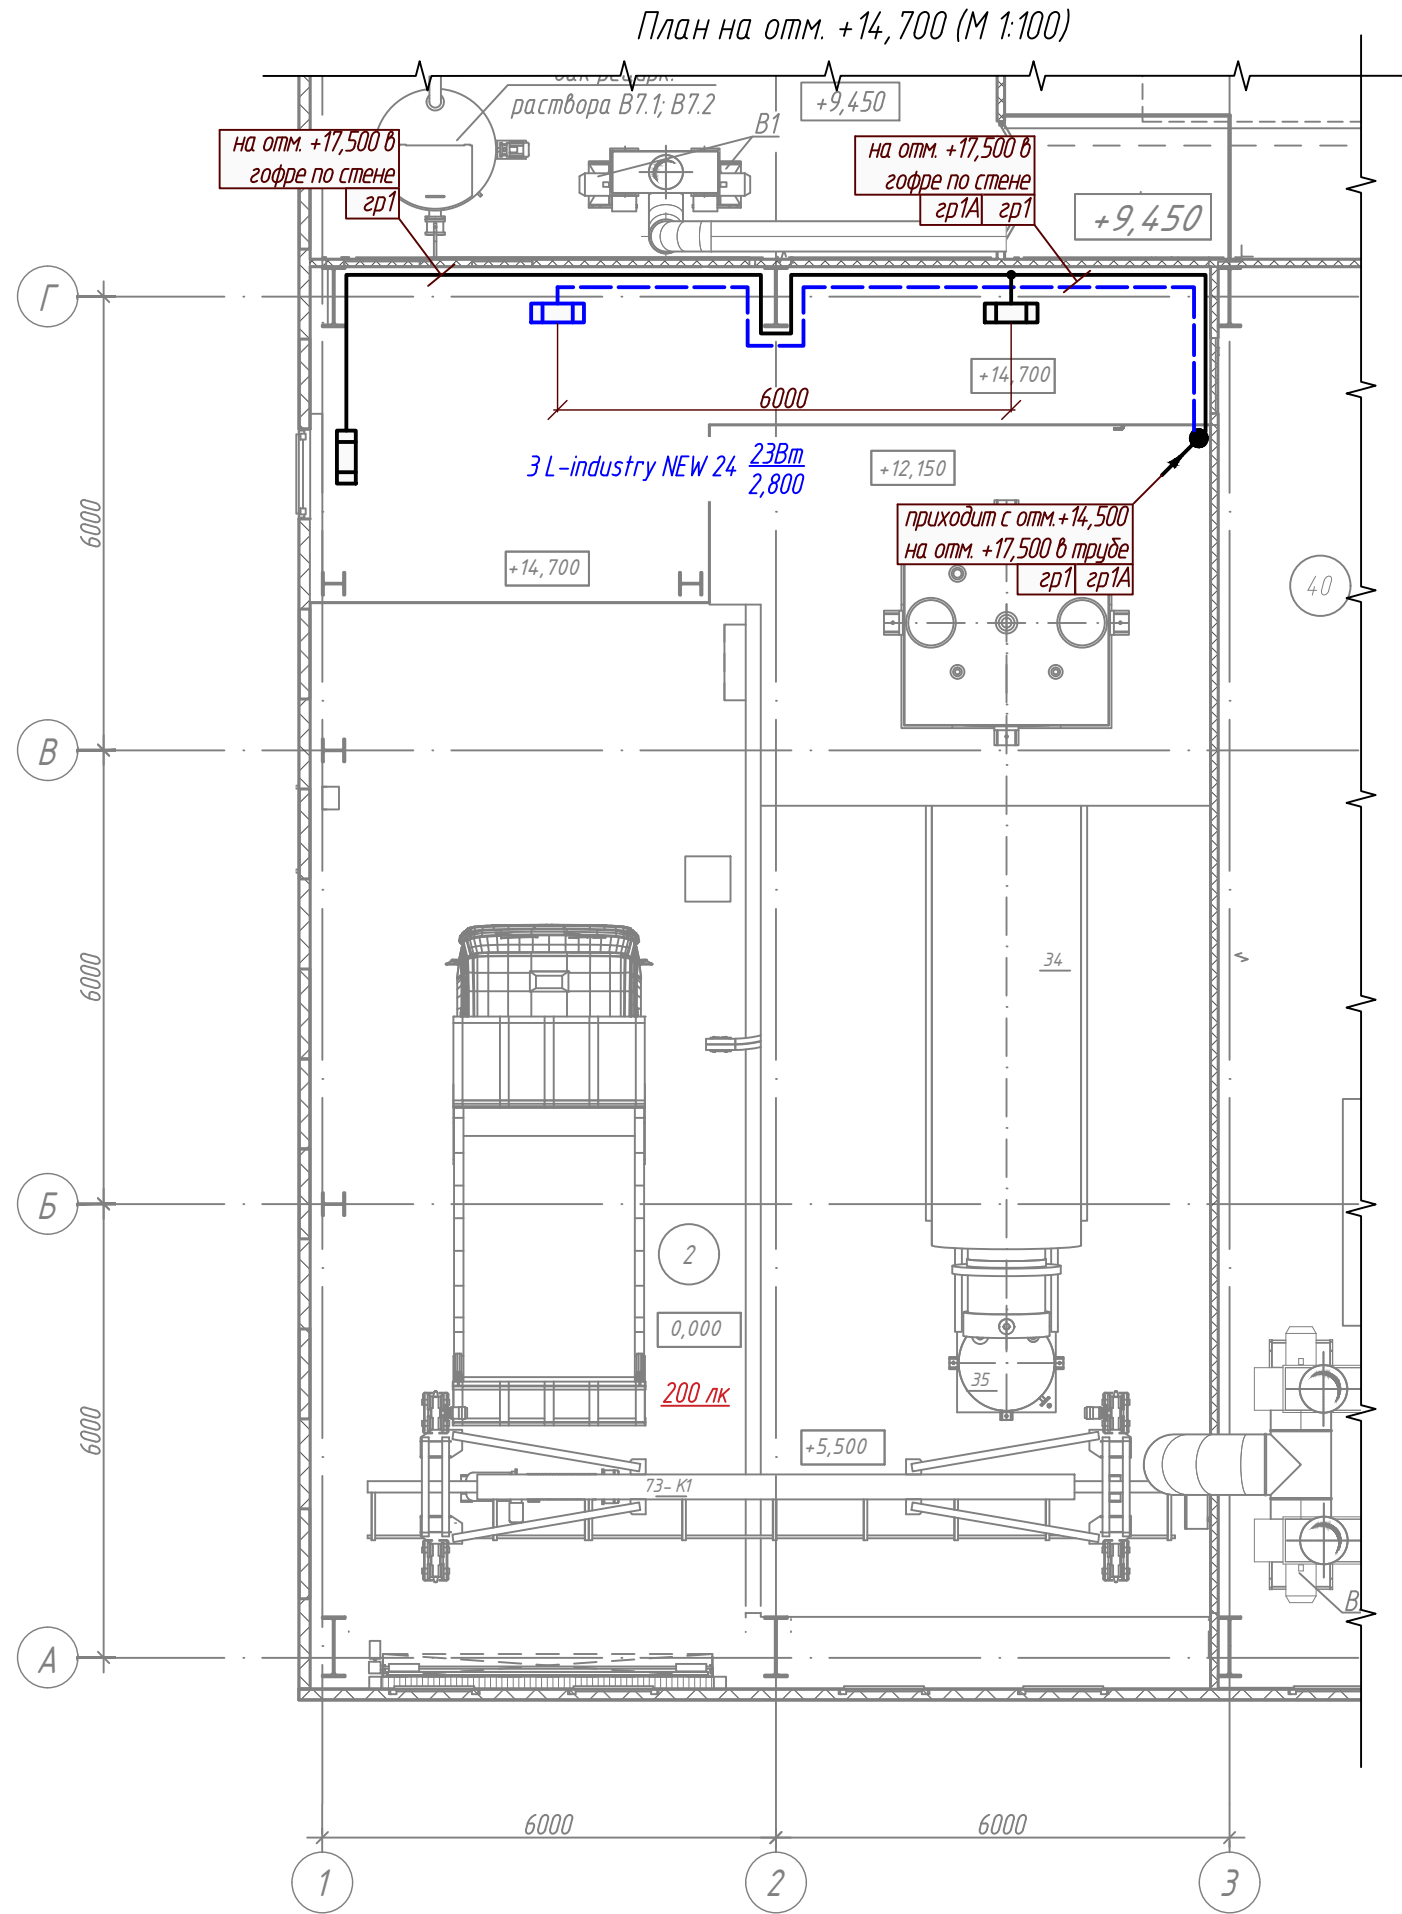 План на отм. +14,700 (М 1:100)
раствора В7.1; В7.2
+9,450
В1
на отм. +17,500 в
гофре по стене
гр1
на отм. +17,500 в
гофре по стене
гр1А гр1
+9,450
Г
+14,700
6000
3 L-industry NEW 24 23Вт
2,800
+12,150
6000
приходит с отм.+14,500
на отм. +17,500 в трубе
гр1 гр1А
+14,700
40
В
6000
34
Б
2
0,000
35
200 лк
6000
+5,500
73-К1
В
А
6000
6000
1
2
3